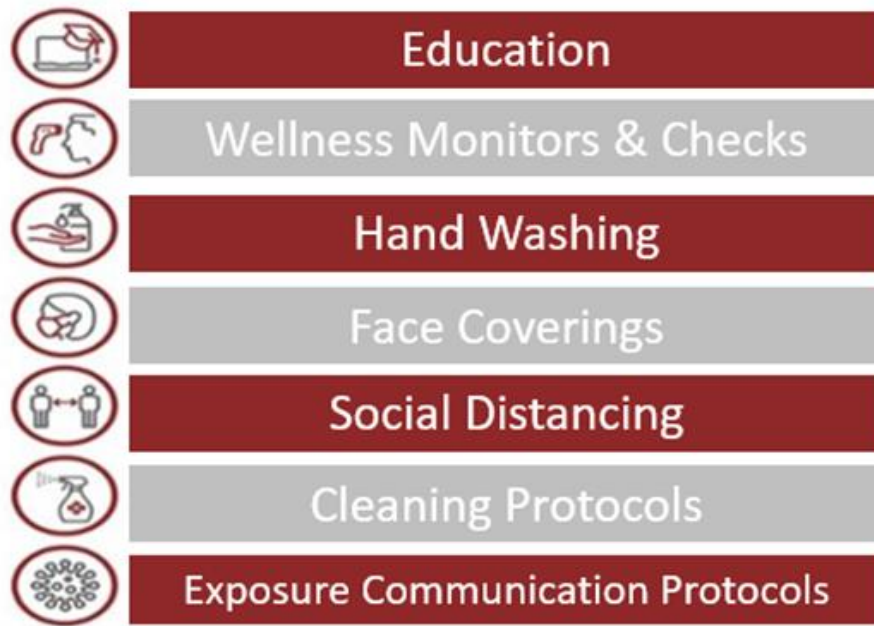 Education
Wellness Monitors & Checks
Hand Washing
Face Coverings
Social Distancing
Cleaning Protocols
Exposure Communication Protocols